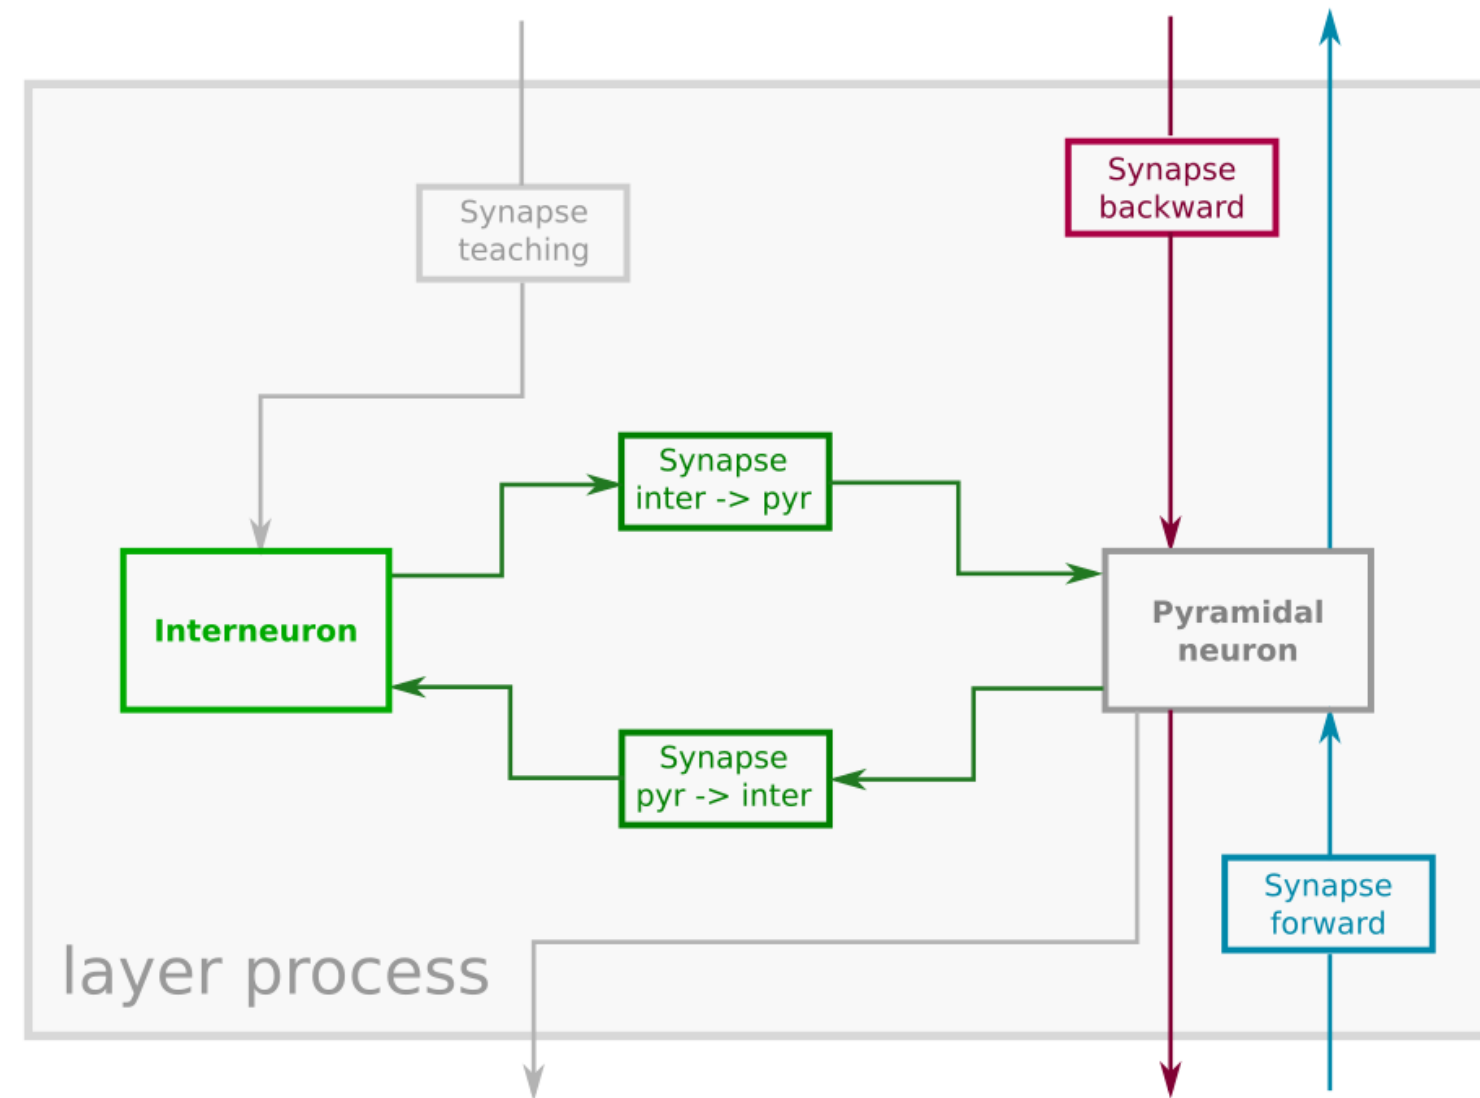 Synapse
backward
Synapse
teaching
Synapse
inter -> pyr
Interneuron
Pyramidal
neuron
Synapse
pyr -> inter
Synapse
forward
layer process